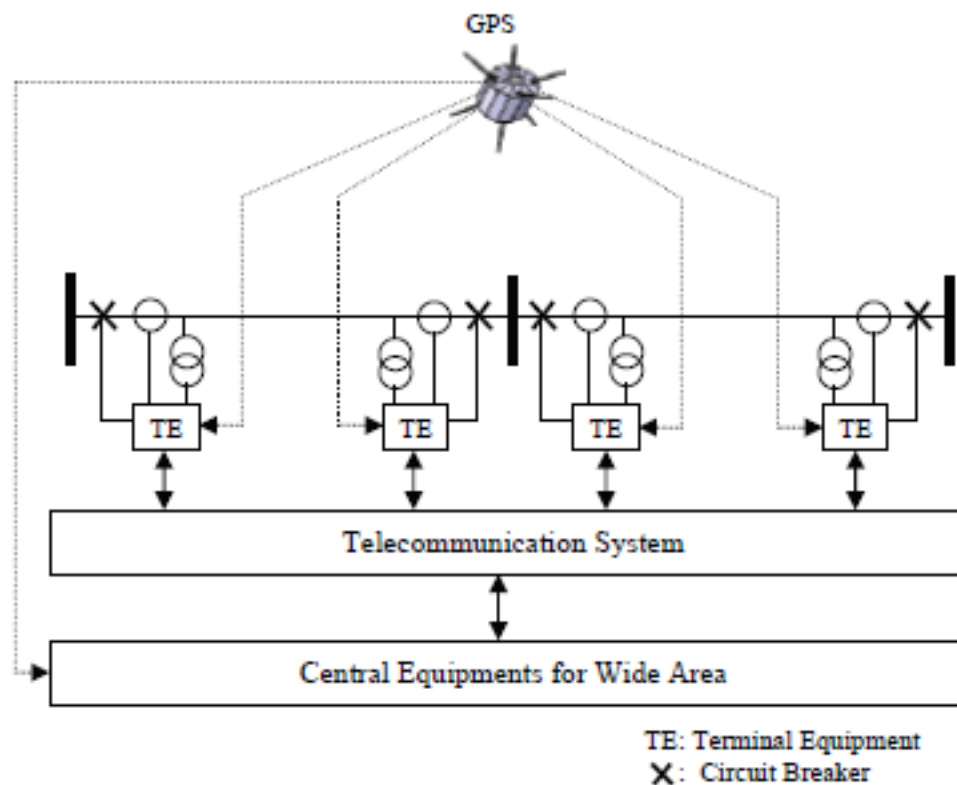 GPS
TE
TE
TE
TE
Telecommunication System
Central Equipments for Wide Area
TE: Terminal Equipment
X: Circuit Breaker